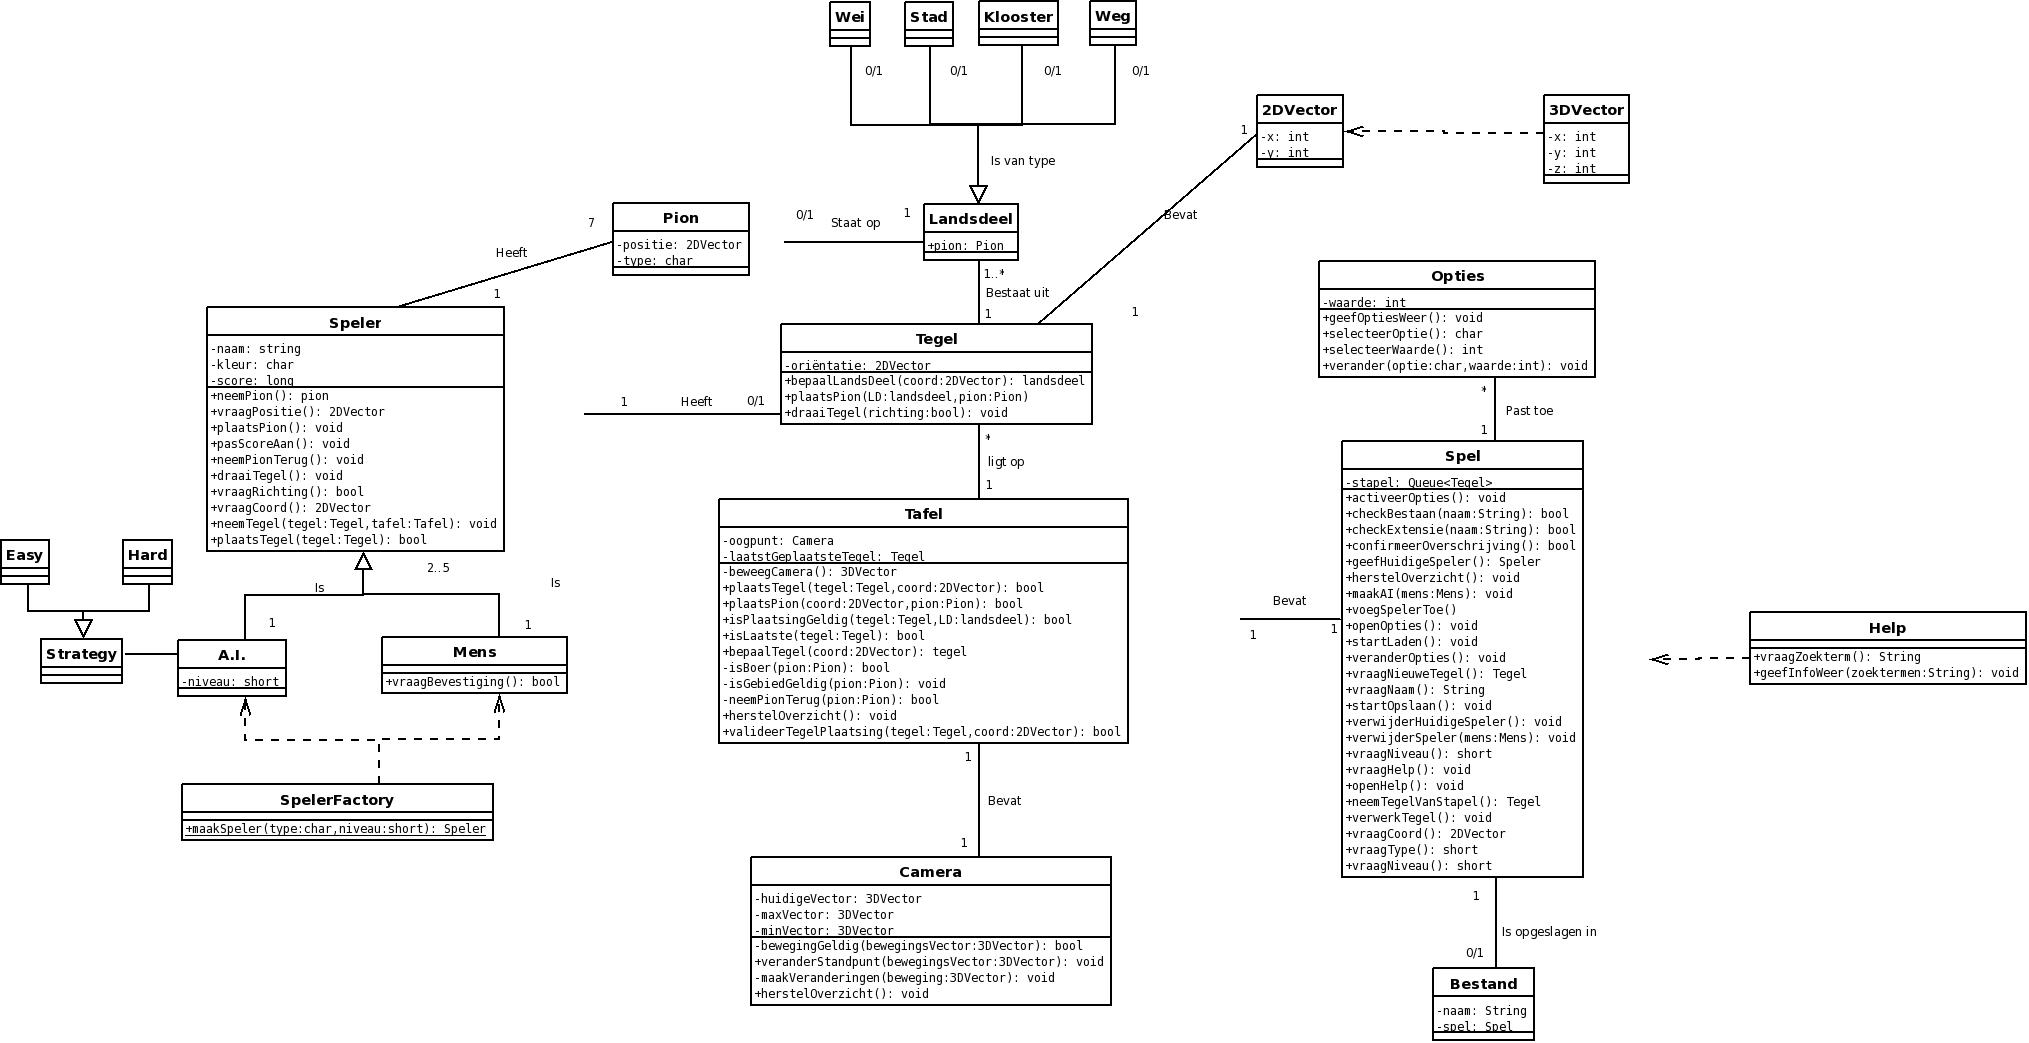 Wei
Stad
Klooster
Weg
0/1
0/1
0/1
0/1
Is van type
2DVector
-x: int
-y: int
3DVector
-x: int
-y: int
-z: int
1
Bevat
1
Pion
-positie: 2DVector
-type: char
7
Heeft
1
0/1
Staat op
1
Landsdeel
+pion: Pion
1..*
Bestaat uit
1
Opties
-waarde: int
+geefOptiesWeer(): void
+selecteerOptie(): char
+selecteerWaarde(): int
+verander(optie:char,waarde:int): void
*
Past toe
1
Speler
-naam: string
-kleur: char
-score: long
+neemPion(): pion
+vraagPositie(): 2DVector
+plaatsPion(): void
+pasScoreAan(): void
+neemPionTerug(): void
+draaiTegel(): void
+vraagRichting(): bool
+vraagCoord(): 2DVector
+neemTegel(tegel:Tegel,tafel:Tafel): void
+plaatsTegel(tegel:Tegel): bool
Tegel
-oriëntatie: 2DVector
+bepaalLandsDeel(coord:2DVector): landsdeel
+plaatsPion(LD:landsdeel,pion:Pion)
+draaiTegel(richting:bool): void
1
Heeft
0/1
*
ligt op
1
Tafel
-oogpunt: Camera
-laatstGeplaatsteTegel: Tegel
-beweegCamera(): 3DVector
+plaatsTegel(tegel:Tegel,coord:2DVector): bool
+plaatsPion(coord:2DVector,pion:Pion): bool
+isPlaatsingGeldig(tegel:Tegel,LD:landsdeel): bool
+isLaatste(tegel:Tegel): bool
+bepaalTegel(coord:2DVector): tegel
-isBoer(pion:Pion): bool
-isGebiedGeldig(pion:Pion): void
-neemPionTerug(pion:Pion): bool
+herstelOverzicht(): void
+valideerTegelPlaatsing(tegel:Tegel,coord:2DVector): bool
Spel
-stapel: Queue<Tegel>
+activeerOpties(): void
+checkBestaan(naam:String): bool
+checkExtensie(naam:String): bool
+confirmeerOverschrijving(): bool
+geefHuidigeSpeler(): Speler
+herstelOverzicht(): void
+maakAI(mens:Mens): void
+voegSpelerToe()
+openOpties(): void
+startLaden(): void
+veranderOpties(): void
+vraagNieuweTegel(): Tegel
+vraagNaam(): String
+startOpslaan(): void
+verwijderHuidigeSpeler(): void
+verwijderSpeler(mens:Mens): void
+vraagNiveau(): short
+vraagHelp(): void
+openHelp(): void
+neemTegelVanStapel(): Tegel
+verwerkTegel(): void
+vraagCoord(): 2DVector
+vraagType(): short
+vraagNiveau(): short
Bevat
1
1
Help
+vraagZoekterm(): String
+geefInfoWeer(zoektermen:String): void
Easy
Hard
Strategy
Is
2..5
Is
1
1
A.I.
-niveau: short
Mens
+vraagBevestiging(): bool
SpelerFactory
+maakSpeler(type:char,niveau:short): Speler
1
Bevat
1
Camera
-huidigeVector: 3DVector
-maxVector: 3DVector
-minVector: 3DVector
-bewegingGeldig(bewegingsVector:3DVector): bool
+veranderStandpunt(bewegingsVector:3DVector): void
-maakVeranderingen(beweging:3DVector): void
+herstelOverzicht(): void
1
Is opgeslagen in
0/1
Bestand
-naam: String
-spel: Spel